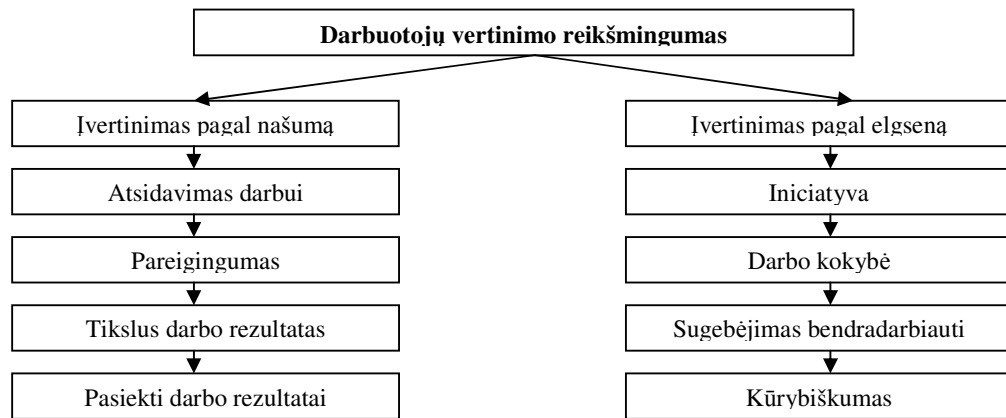 Darbuotojų vertinimo reikšmingumas
Įvertinimas pagal našumą
Atsidavimas darbui
Pareigingumas
Tikslus darbo rezultatas
Pasiekti darbo rezultatai
Įvertinimas pagal elgseną
Iniciatyva
Darbo kokybė
Sugebėjimas bendradarbiauti
Kūrybiškumas